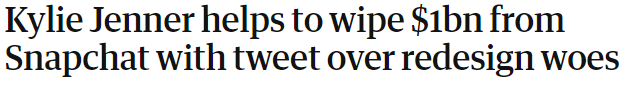 Kylie Jenner helps to wipe $1bn from
Snapchat with tweet over redesign woes